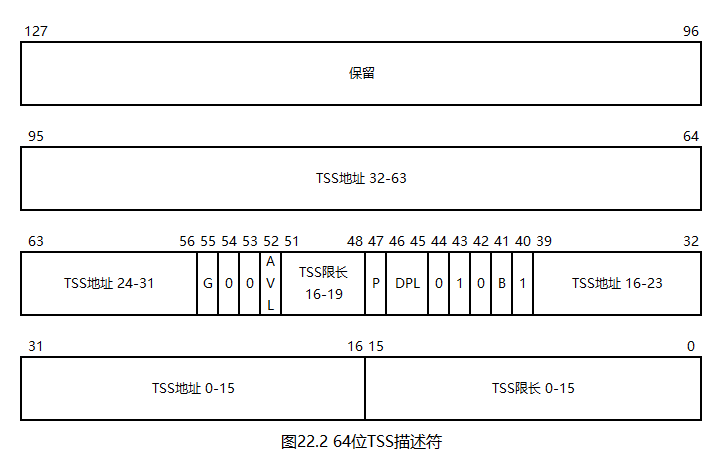 127 96
保留
95 64
TSS地址 32-63
63 56 55 54 53 52 51 48 47 46 45 44 43 42 41 40 39 32
TSS地址 24-31 G 0 0 AVL TSS限长 16-19 P DPL 0 1 0 B 1 TSS地址 16-23
31 16 15 0
TSS地址 0-15 TSS限长 0-15
图22.2 64位TSS描述符